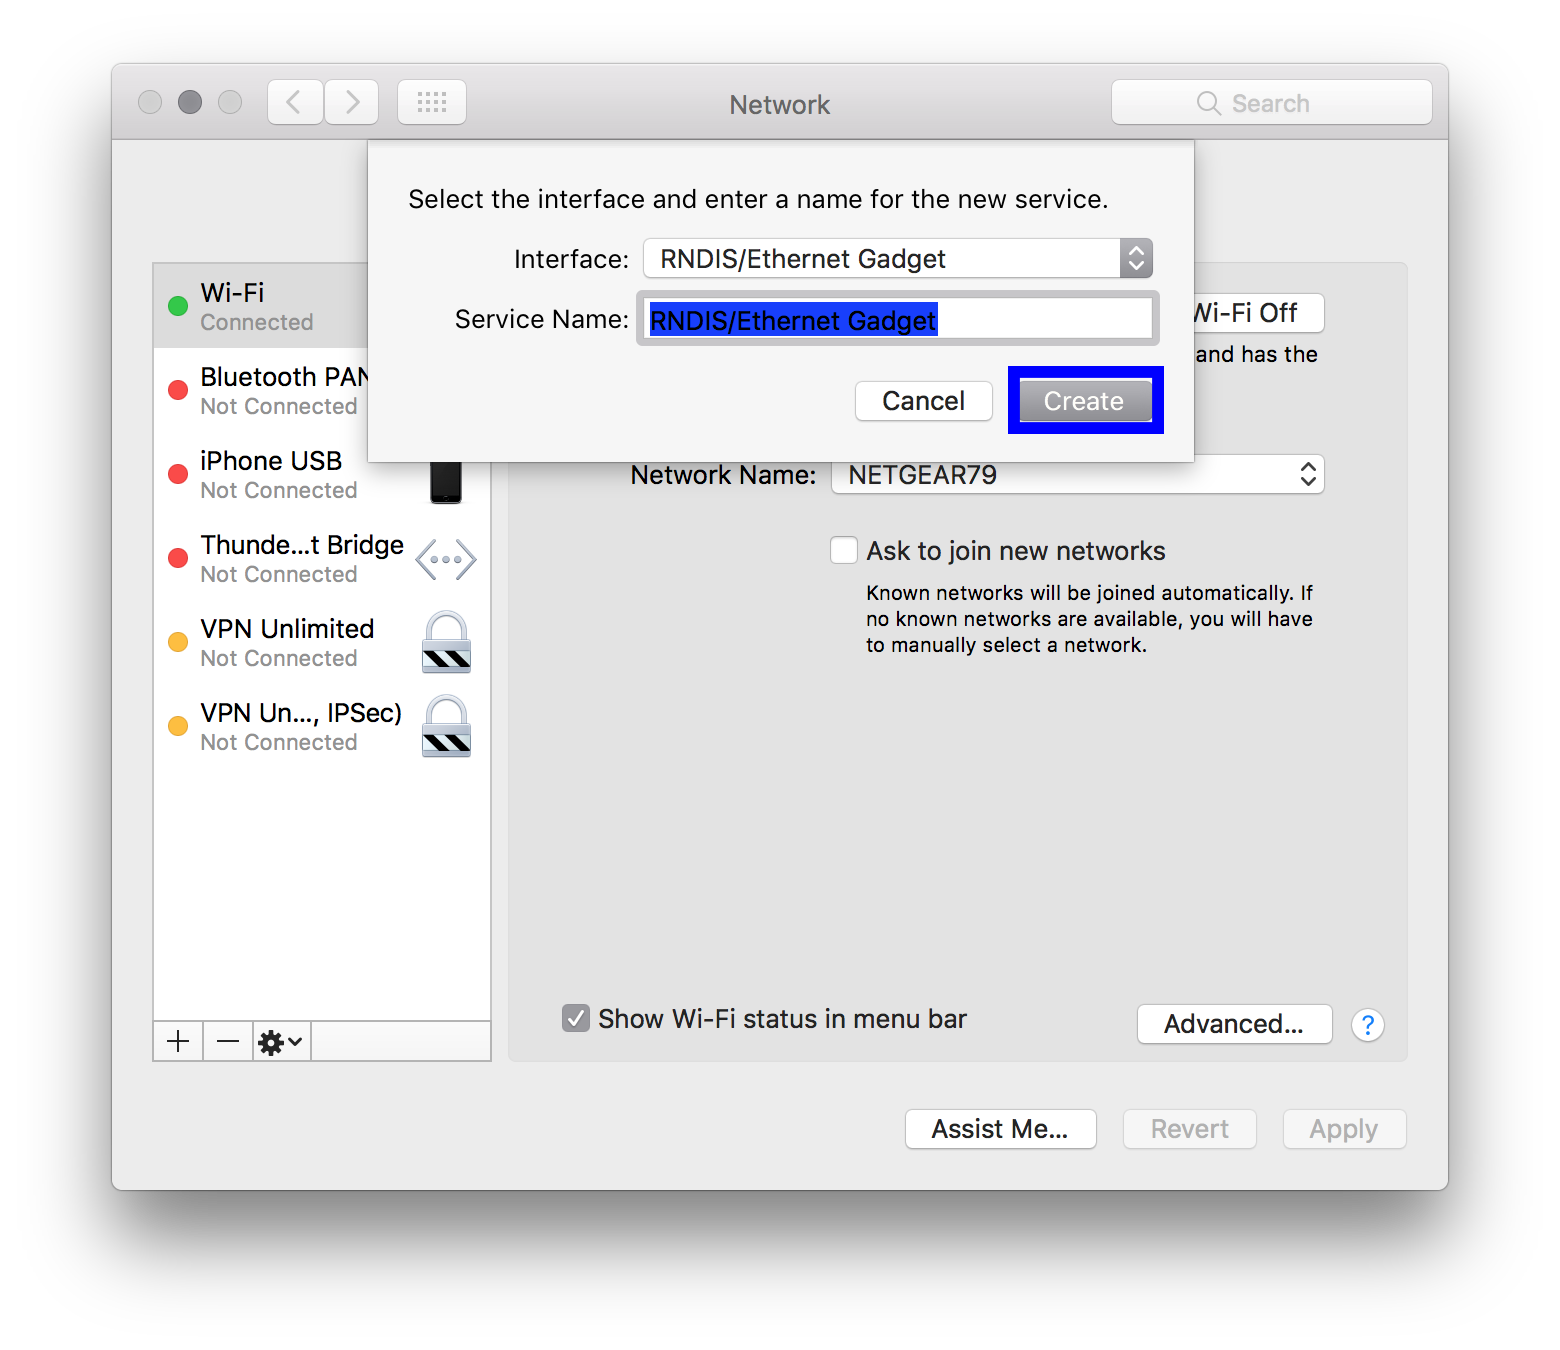 Network
Search
Select the interface and enter a name for the new service.
Interface: RNDIS/Ethernet Gadget
Service Name: RNDIS/Ethernet Gadget
Cancel
Create
Wi-Fi
Connected
Wi-Fi Off
and has the
Bluetooth PAN
Not Connected
iPhone USB
Not Connected
Network Name: NETGEAR79
Thunde...t Bridge
Not Connected
Ask to join new networks
Known networks will be joined automatically. If
no known networks are available, you will have
to manually select a network.
VPN Unlimited
Not Connected
VPN Un..., IPSec)
Not Connected
Show Wi-Fi status in menu bar
Advanced...
?
Assist Me...
Revert
Apply